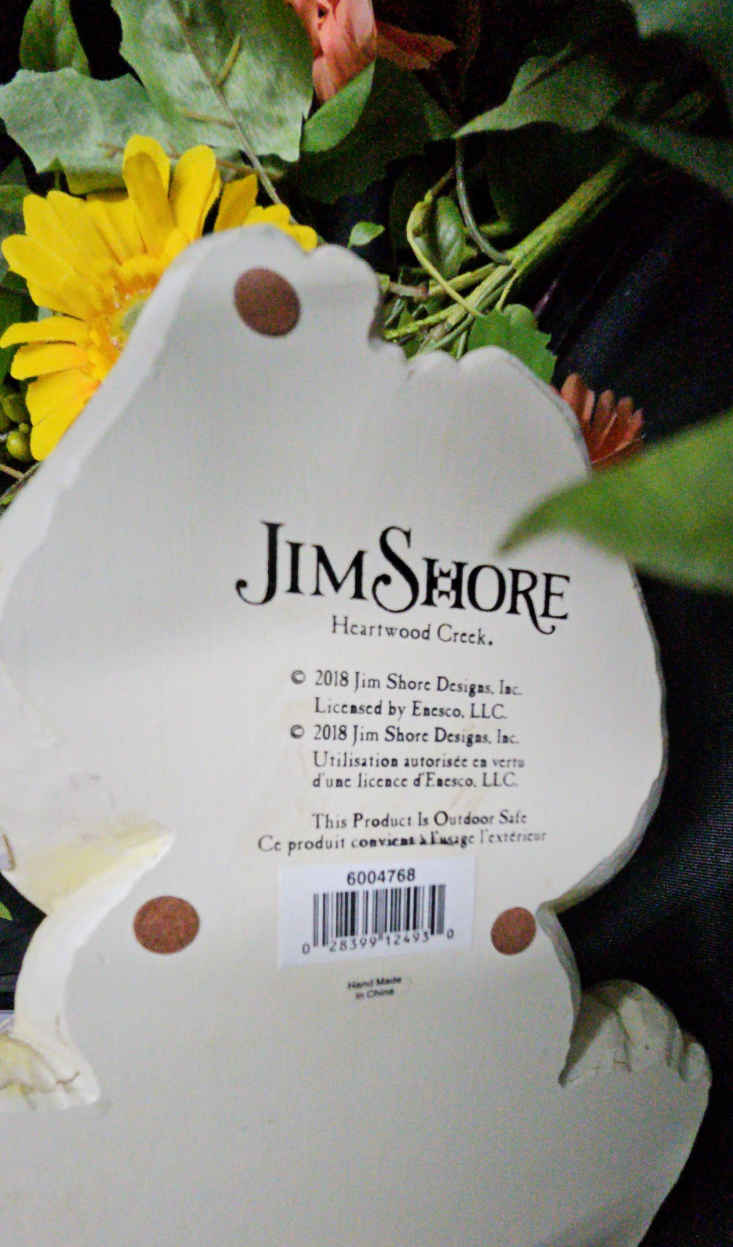 JIM SHORE
Heartwood Creek.
© 2018 Jim Shore Designs, Inc.
Licensed by Enesco, LLC.
© 2018 Jim Shore Designs, Inc.
Utilisation autorisée en vertu
d'une licence d'Enesco, LLC.
This Product Is Outdoor Safe
Ce produit convient à l'usage l'extérieur
6004768
0 28399 12493 0
Hand Made
in China